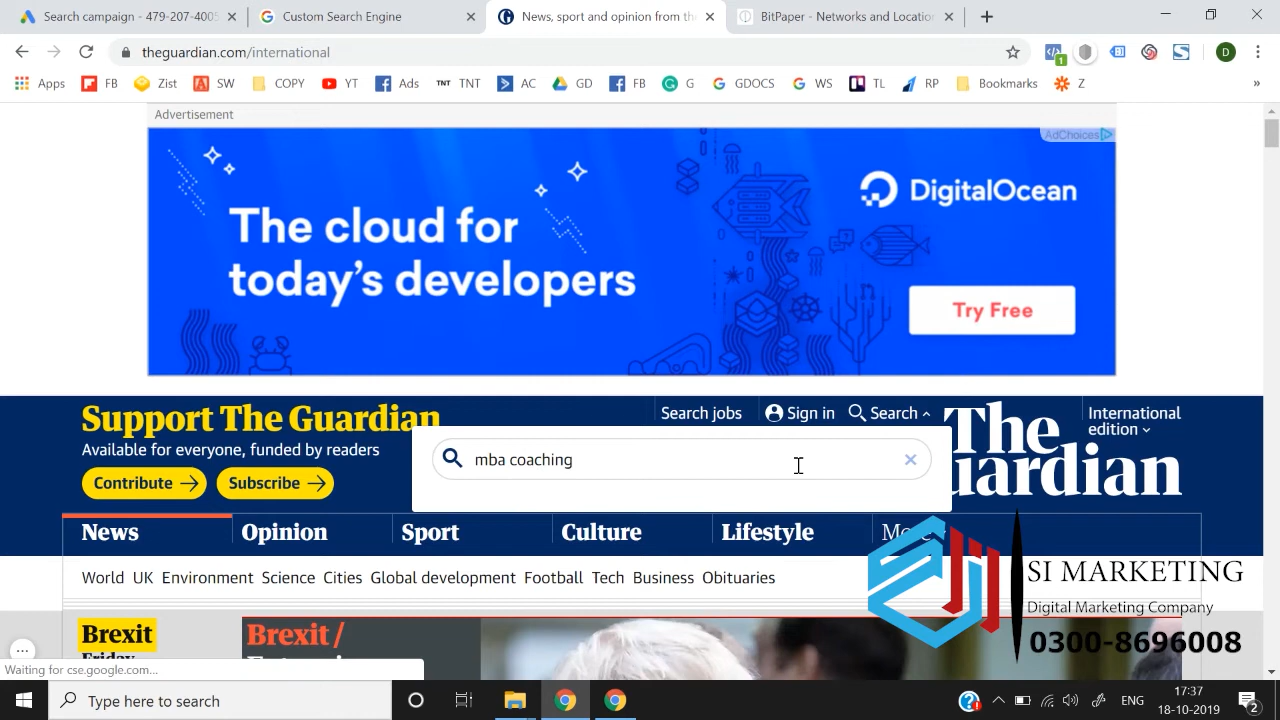 Search campaign - 479-207-4005
Custom Search Engine
News, sport and opinion from the
BitPaper - Networks and Location
theguardian.com/international
1
D
Apps
FB
Zist
SW
COPY
YT
Ads
TNT TNT
AC
GD
FB
G
GDOCS
WS
TL
RP
Bookmarks
Z
»
Advertisement
AdChoices
The cloud for
today's developers
DigitalOcean
Try Free
Support The Guardian
Available for everyone, funded by readers
Contribute →
Subscribe →
Search jobs
Sign in
Search
International
edition
mba coaching
The
uardian
News
Opinion
Sport
Culture
Lifestyle
More
World UK Environment Science Cities Global development Football Tech Business Obituaries
SI MARKETING
Digital Marketing Company
0300-8696008
Brexit
Friday
Brexit /
Waiting for cse.google.com...
Type here to search
ENG
17:37
18-10-2019
2